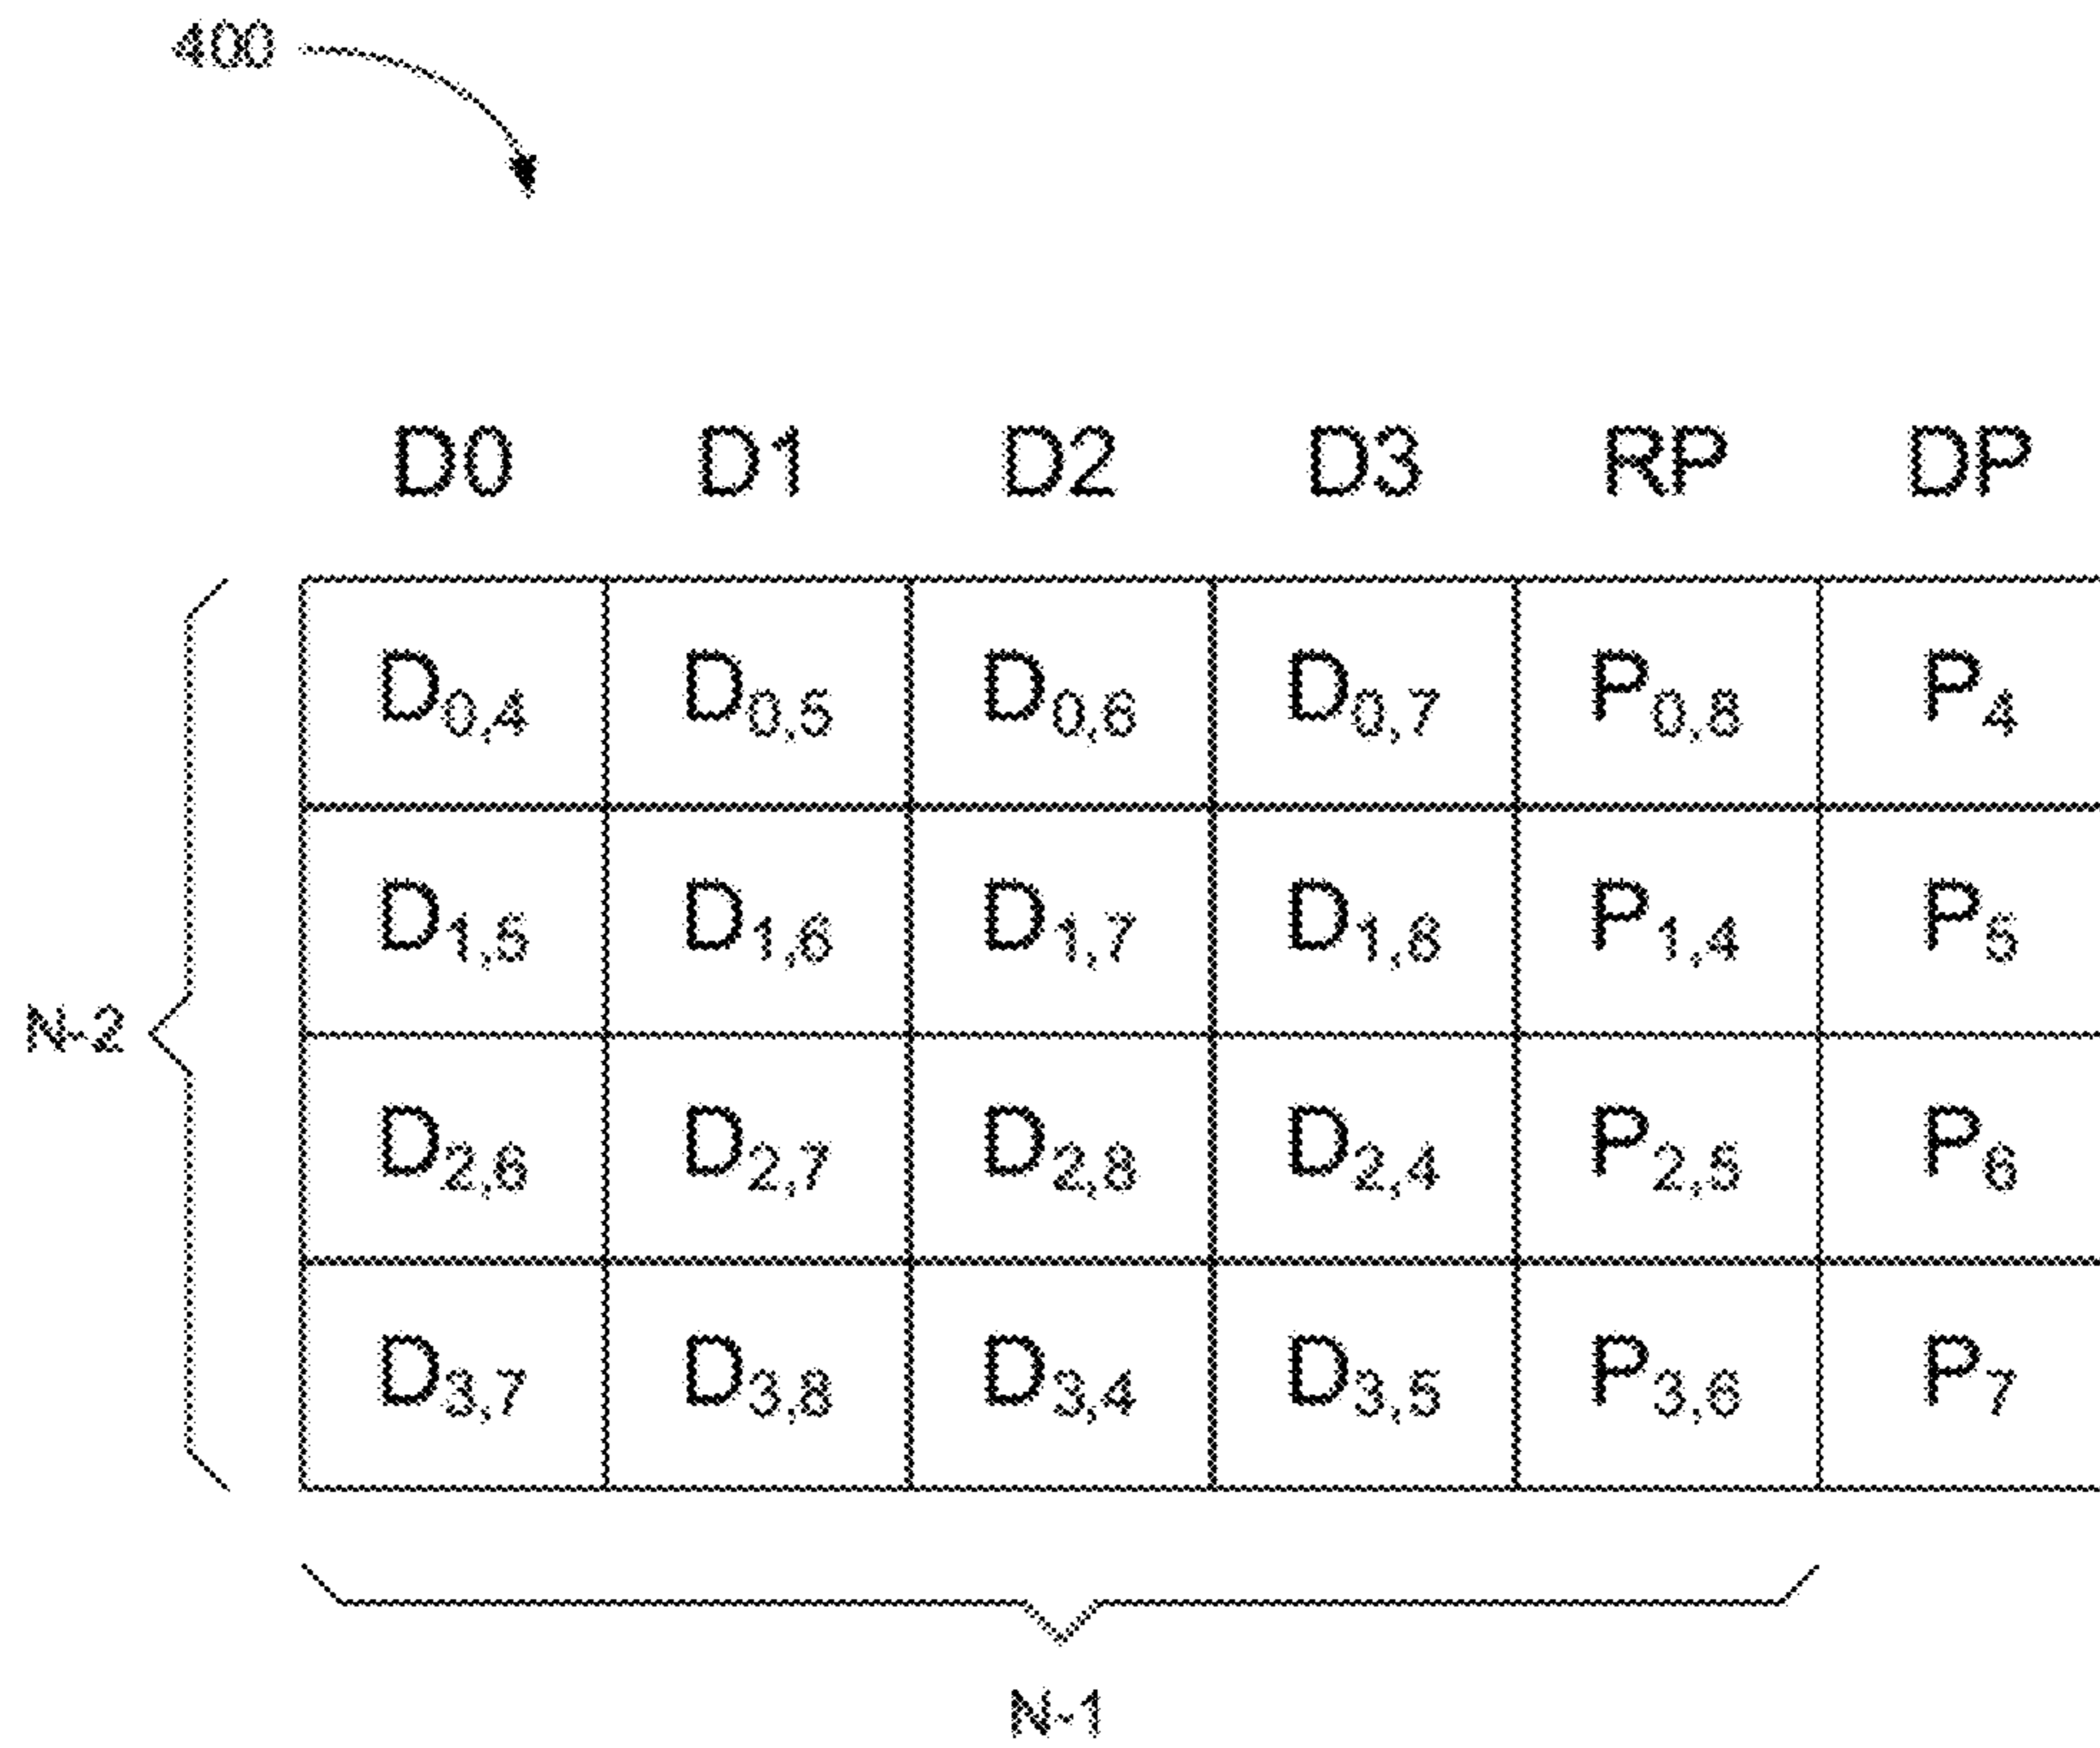 400
D0 D1 D2 D3 RP DP
D0,4 D0,5 D0,6 D0,7 P0,8 P4
D1,5 D1,6 D1,7 D1,8 P1,4 P5
N-2
D2,6 D2,7 D2,8 D2,4 P2,5 P6
D3,7 D3,8 D3,4 D3,5 P3,6 P7
N-1